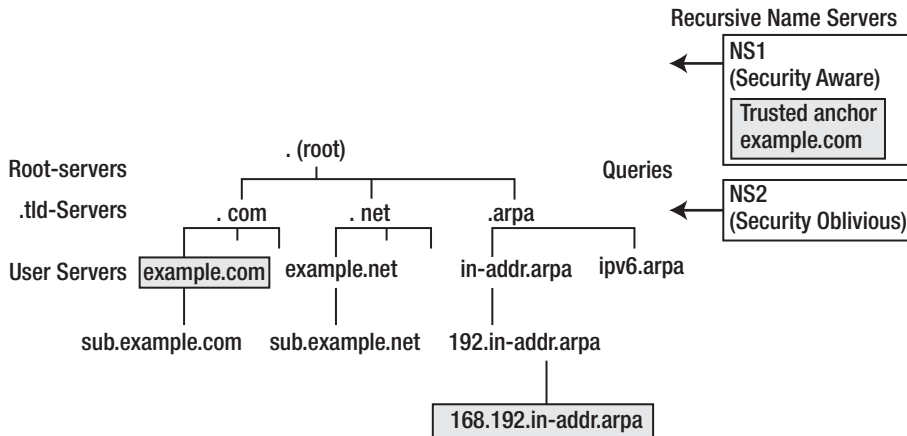 Recursive Name Servers
NS1
(Security Aware)
Trusted anchor
example.com
. (root)
Root-servers
Queries
.tld-Servers
. com
. net
.arpa
NS2
(Security Oblivious)
User Servers
example.com
example.net
in-addr.arpa
ipv6.arpa
sub.example.com
sub.example.net
192.in-addr.arpa
168.192.in-addr.arpa